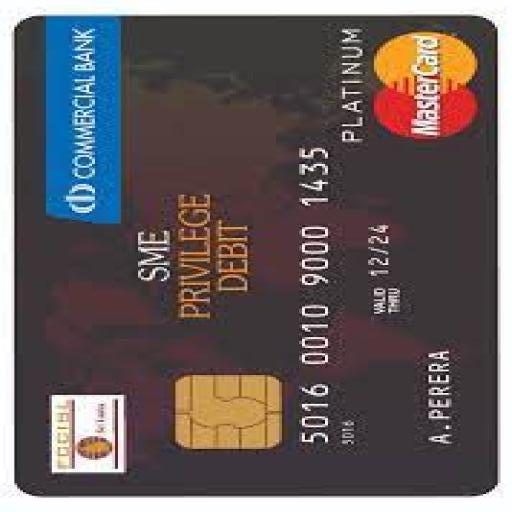 COMMERCIAL BANK
SME
PRIVILEGE
DEBIT
5016 0010 9000 1435
5016
PLATINUM
VALID THRU 12/24
A.PERERA
MasterCard